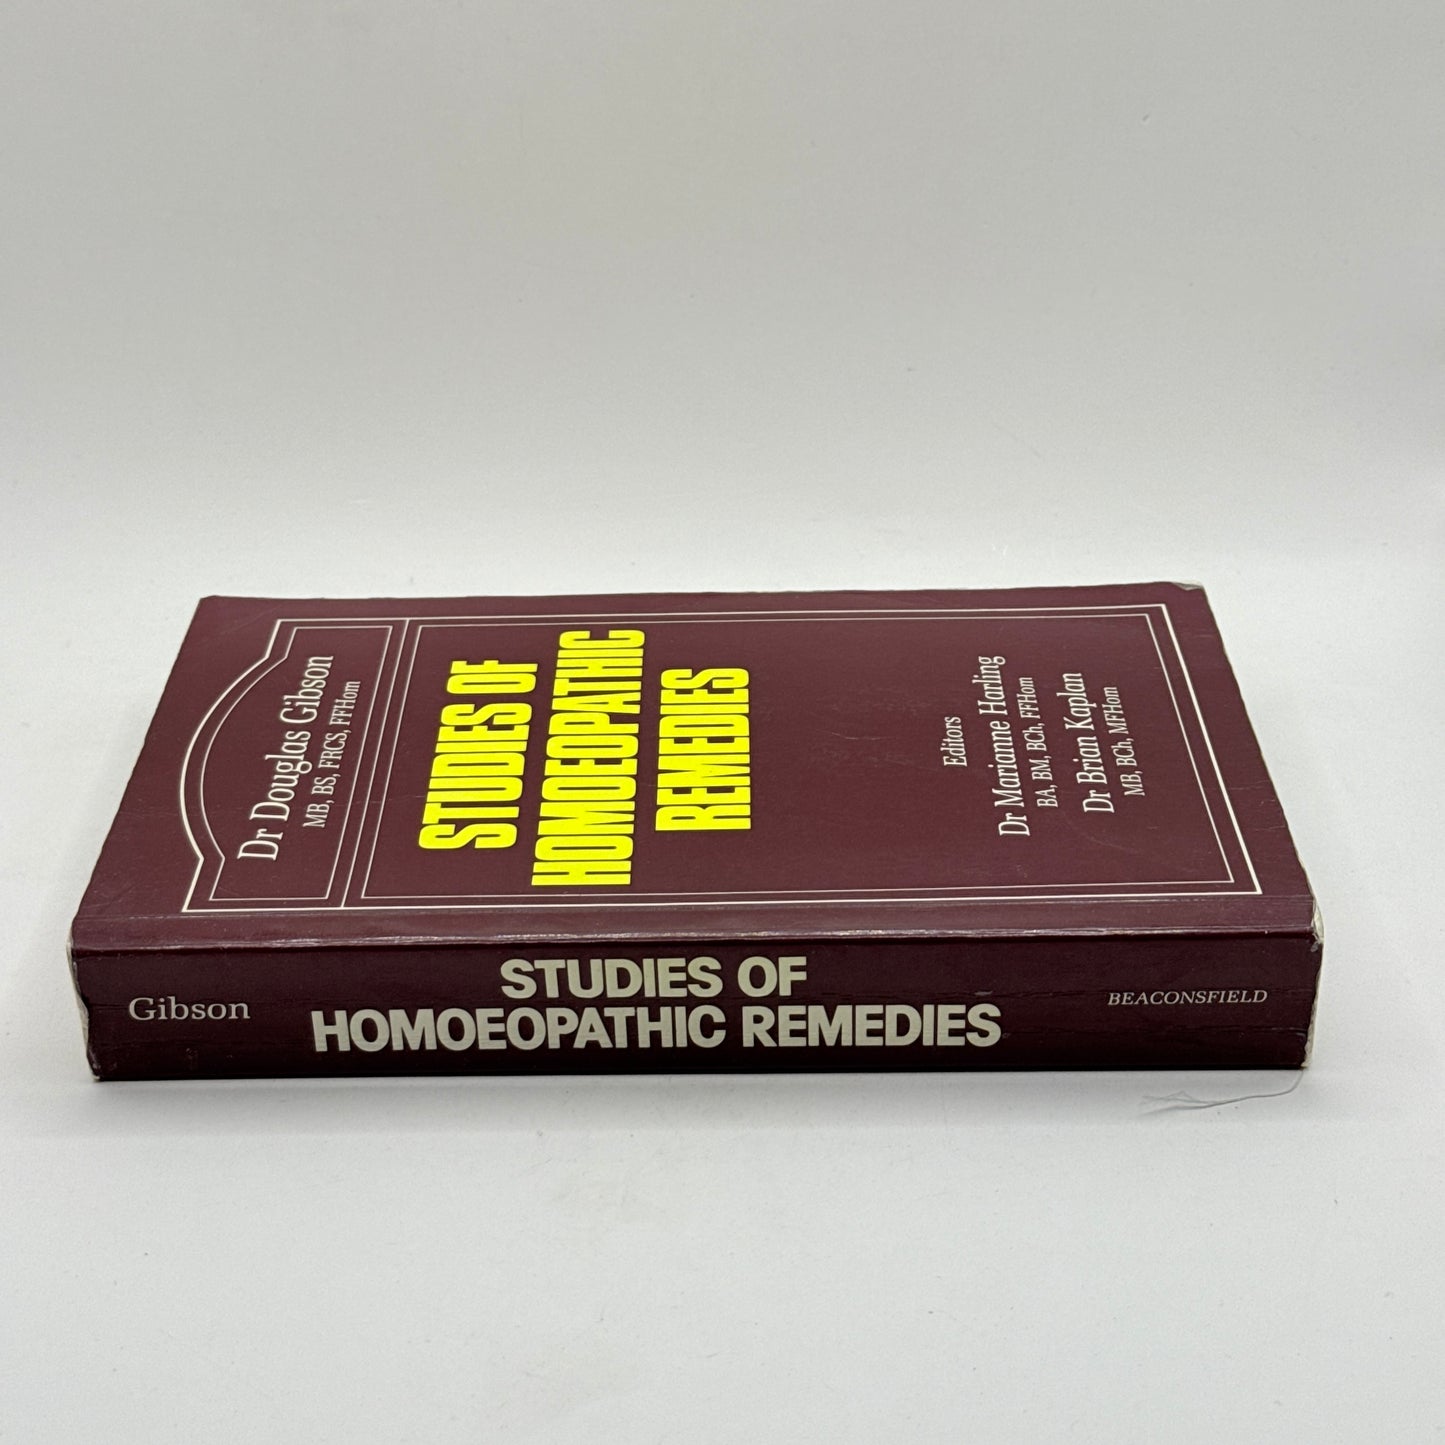 Dr Douglas Gibson
MB, BS, FRCS, FFHom
STUDIES OF
HOMOEOPATHIC
REMEDIES
Editors
Dr Marianne Harling
BA, BM, BCh, FFHom
Dr Brian Kaplan
MB, BCh, MFHom
Gibson
STUDIES OF
HOMOEOPATHIC REMEDIES
BEACONSFIELD